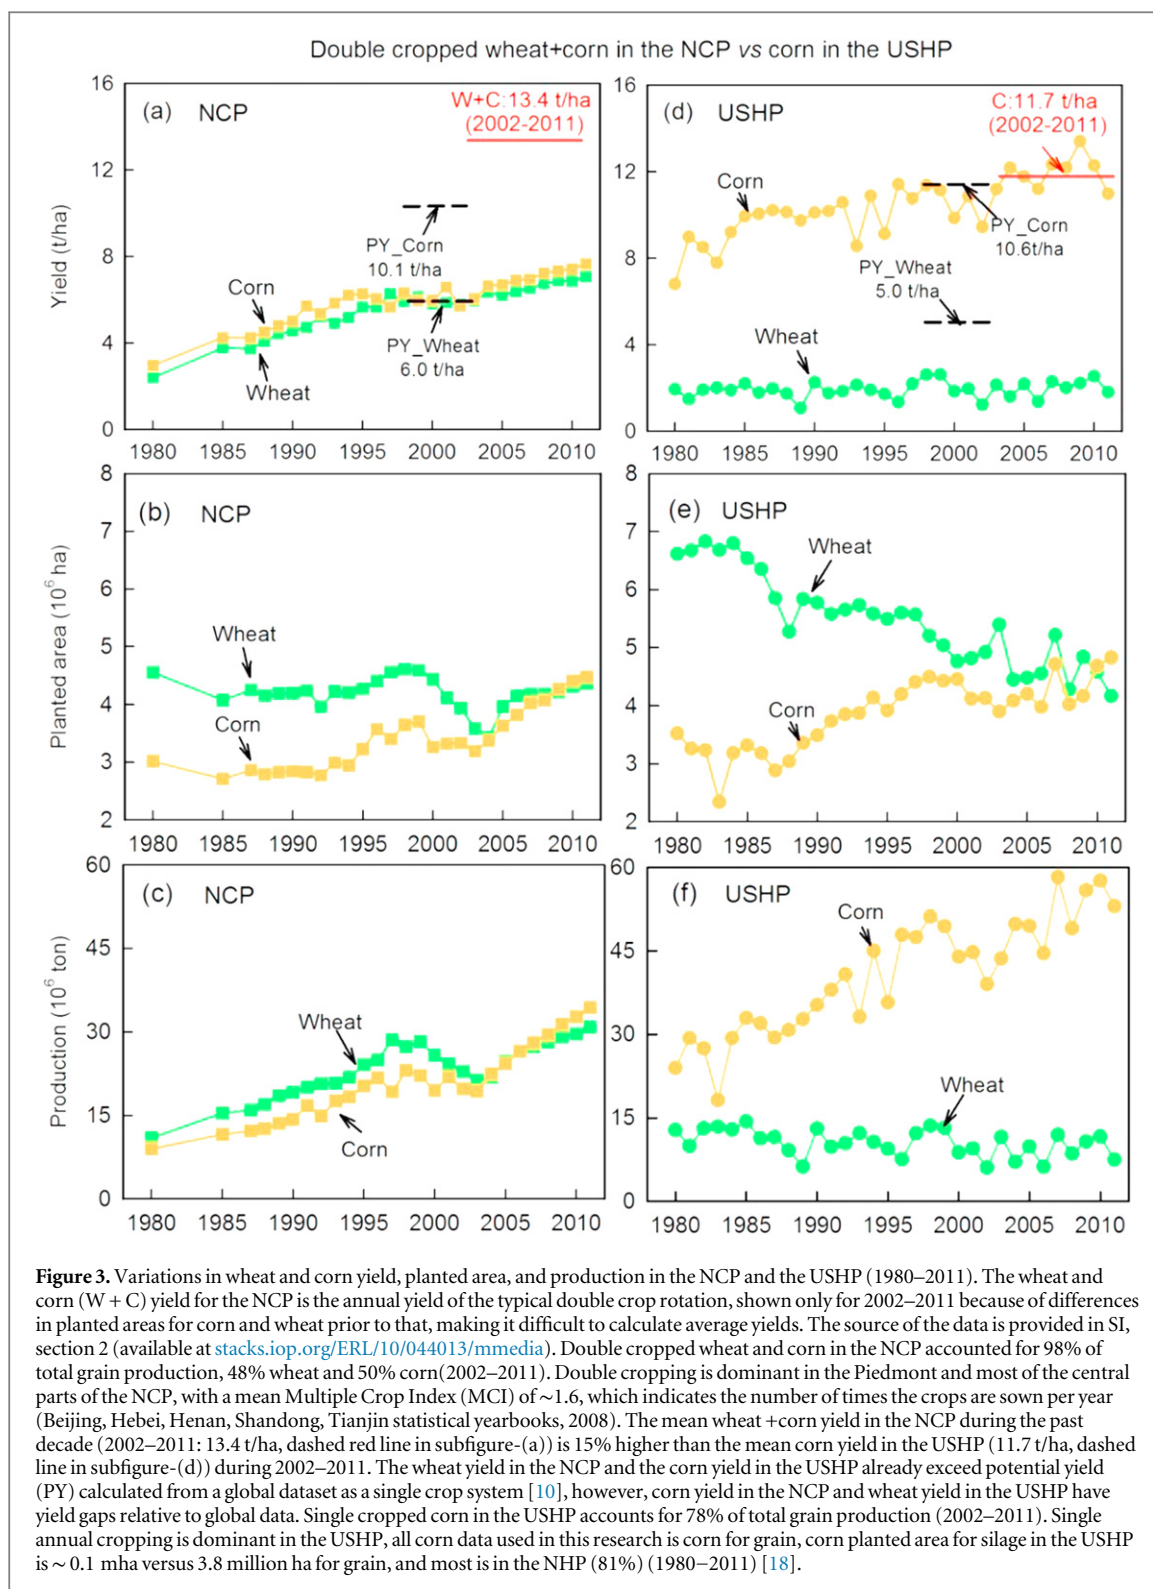 Double cropped wheat+corn in the NCP vs corn in the USHP
(a) NCP
W+C:13.4 t/ha
(2002-2011)
PY_Corn
10.1 t/ha
Corn
PY_Wheat
6.0 t/ha
Wheat
Yield (t/ha)
16
12
8
4
0
1980 1985 1990 1995 2000 2005 2010
(d) USHP
C:11.7 t/ha
(2002-2011)
Corn
PY_Corn
10.6t/ha
PY_Wheat
5.0 t/ha
Wheat
16
12
8
4
0
1980 1985 1990 1995 2000 2005 2010
(b) NCP
Wheat
Corn
Planted area (10⁶ ha)
8
7
6
5
4
3
2
1980 1985 1990 1995 2000 2005 2010
(e) USHP
Wheat
Corn
8
7
6
5
4
3
2
1980 1985 1990 1995 2000 2005 2010
(c) NCP
Wheat
Corn
Production (10⁶ ton)
60
45
30
15
0
1980 1985 1990 1995 2000 2005 2010
(f) USHP
Corn
Wheat
60
45
30
15
0
1980 1985 1990 1995 2000 2005 2010
Figure 3. Variations in wheat and corn yield, planted area, and production in the NCP and the USHP (1980–2011). The wheat and
corn (W + C) yield for the NCP is the annual yield of the typical double crop rotation, shown only for 2002–2011 because of differences
in planted areas for corn and wheat prior to that, making it difficult to calculate average yields. The source of the data is provided in SI,
section 2 (available at stacks.iop.org/ERL/10/044013/mmedia). Double cropped wheat and corn in the NCP accounted for 98% of
total grain production, 48% wheat and 50% corn(2002–2011). Double cropping is dominant in the Piedmont and most of the central
parts of the NCP, with a mean Multiple Crop Index (MCI) of ~1.6, which indicates the number of times the crops are sown per year
(Beijing, Hebei, Henan, Shandong, Tianjin statistical yearbooks, 2008). The mean wheat +corn yield in the NCP during the past
decade (2002–2011: 13.4 t/ha, dashed red line in subfigure-(a)) is 15% higher than the mean corn yield in the USHP (11.7 t/ha, dashed
line in subfigure-(d)) during 2002–2011. The wheat yield in the NCP and the corn yield in the USHP already exceed potential yield
(PY) calculated from a global dataset as a single crop system [10], however, corn yield in the NCP and wheat yield in the USHP have
yield gaps relative to global data. Single cropped corn in the USHP accounts for 78% of total grain production (2002–2011). Single
annual cropping is dominant in the USHP, all corn data used in this research is corn for grain, corn planted area for silage in the USHP
is ~ 0.1 mha versus 3.8 million ha for grain, and most is in the NHP (81%) (1980−2011) [18].